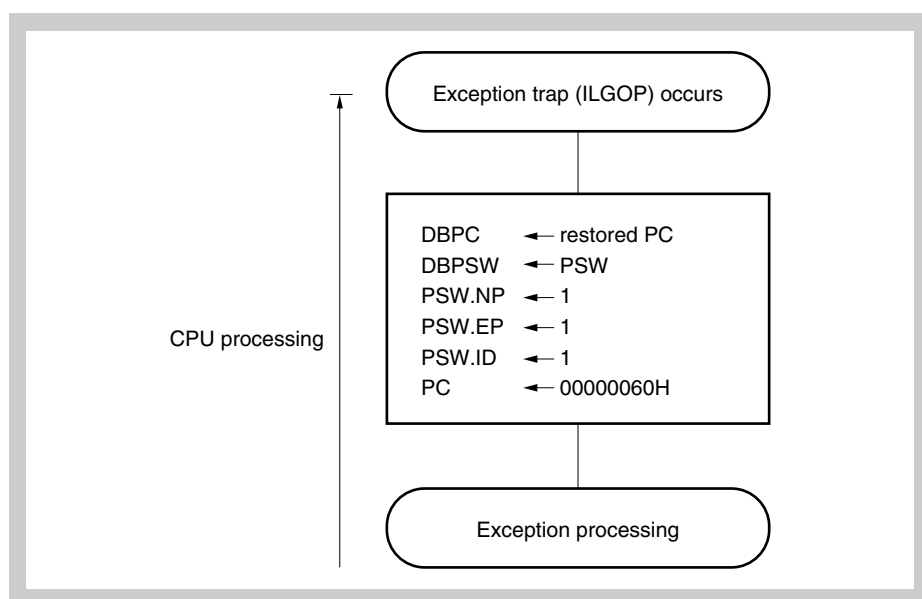 Exception trap (ILGOP) occurs
DBPC ← restored PC
DBPSW ← PSW
PSW.NP ← 1
PSW.EP ← 1
PSW.ID ← 1
PC ← 00000060H
CPU processing
Exception processing